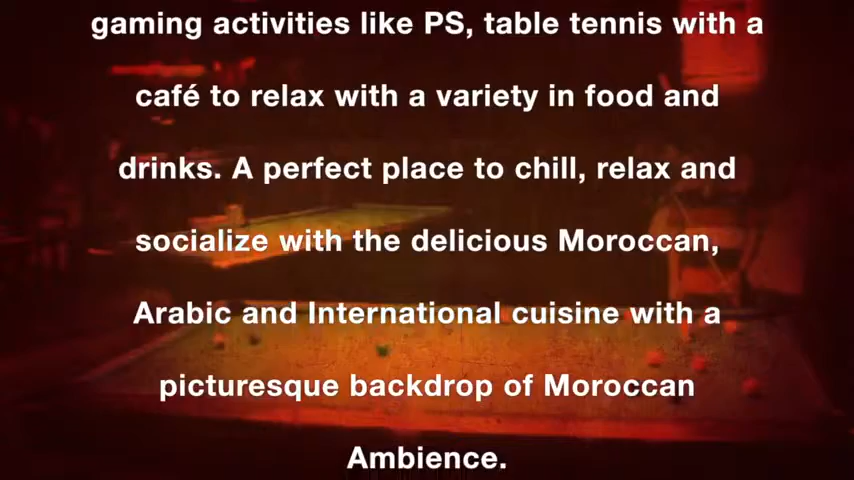 gaming activities like PS, table tennis with a
café to relax with a variety in food and
drinks. A perfect place to chill, relax and
socialize with the delicious Moroccan,
Arabic and International cuisine with a
picturesque backdrop of Moroccan
Ambience.